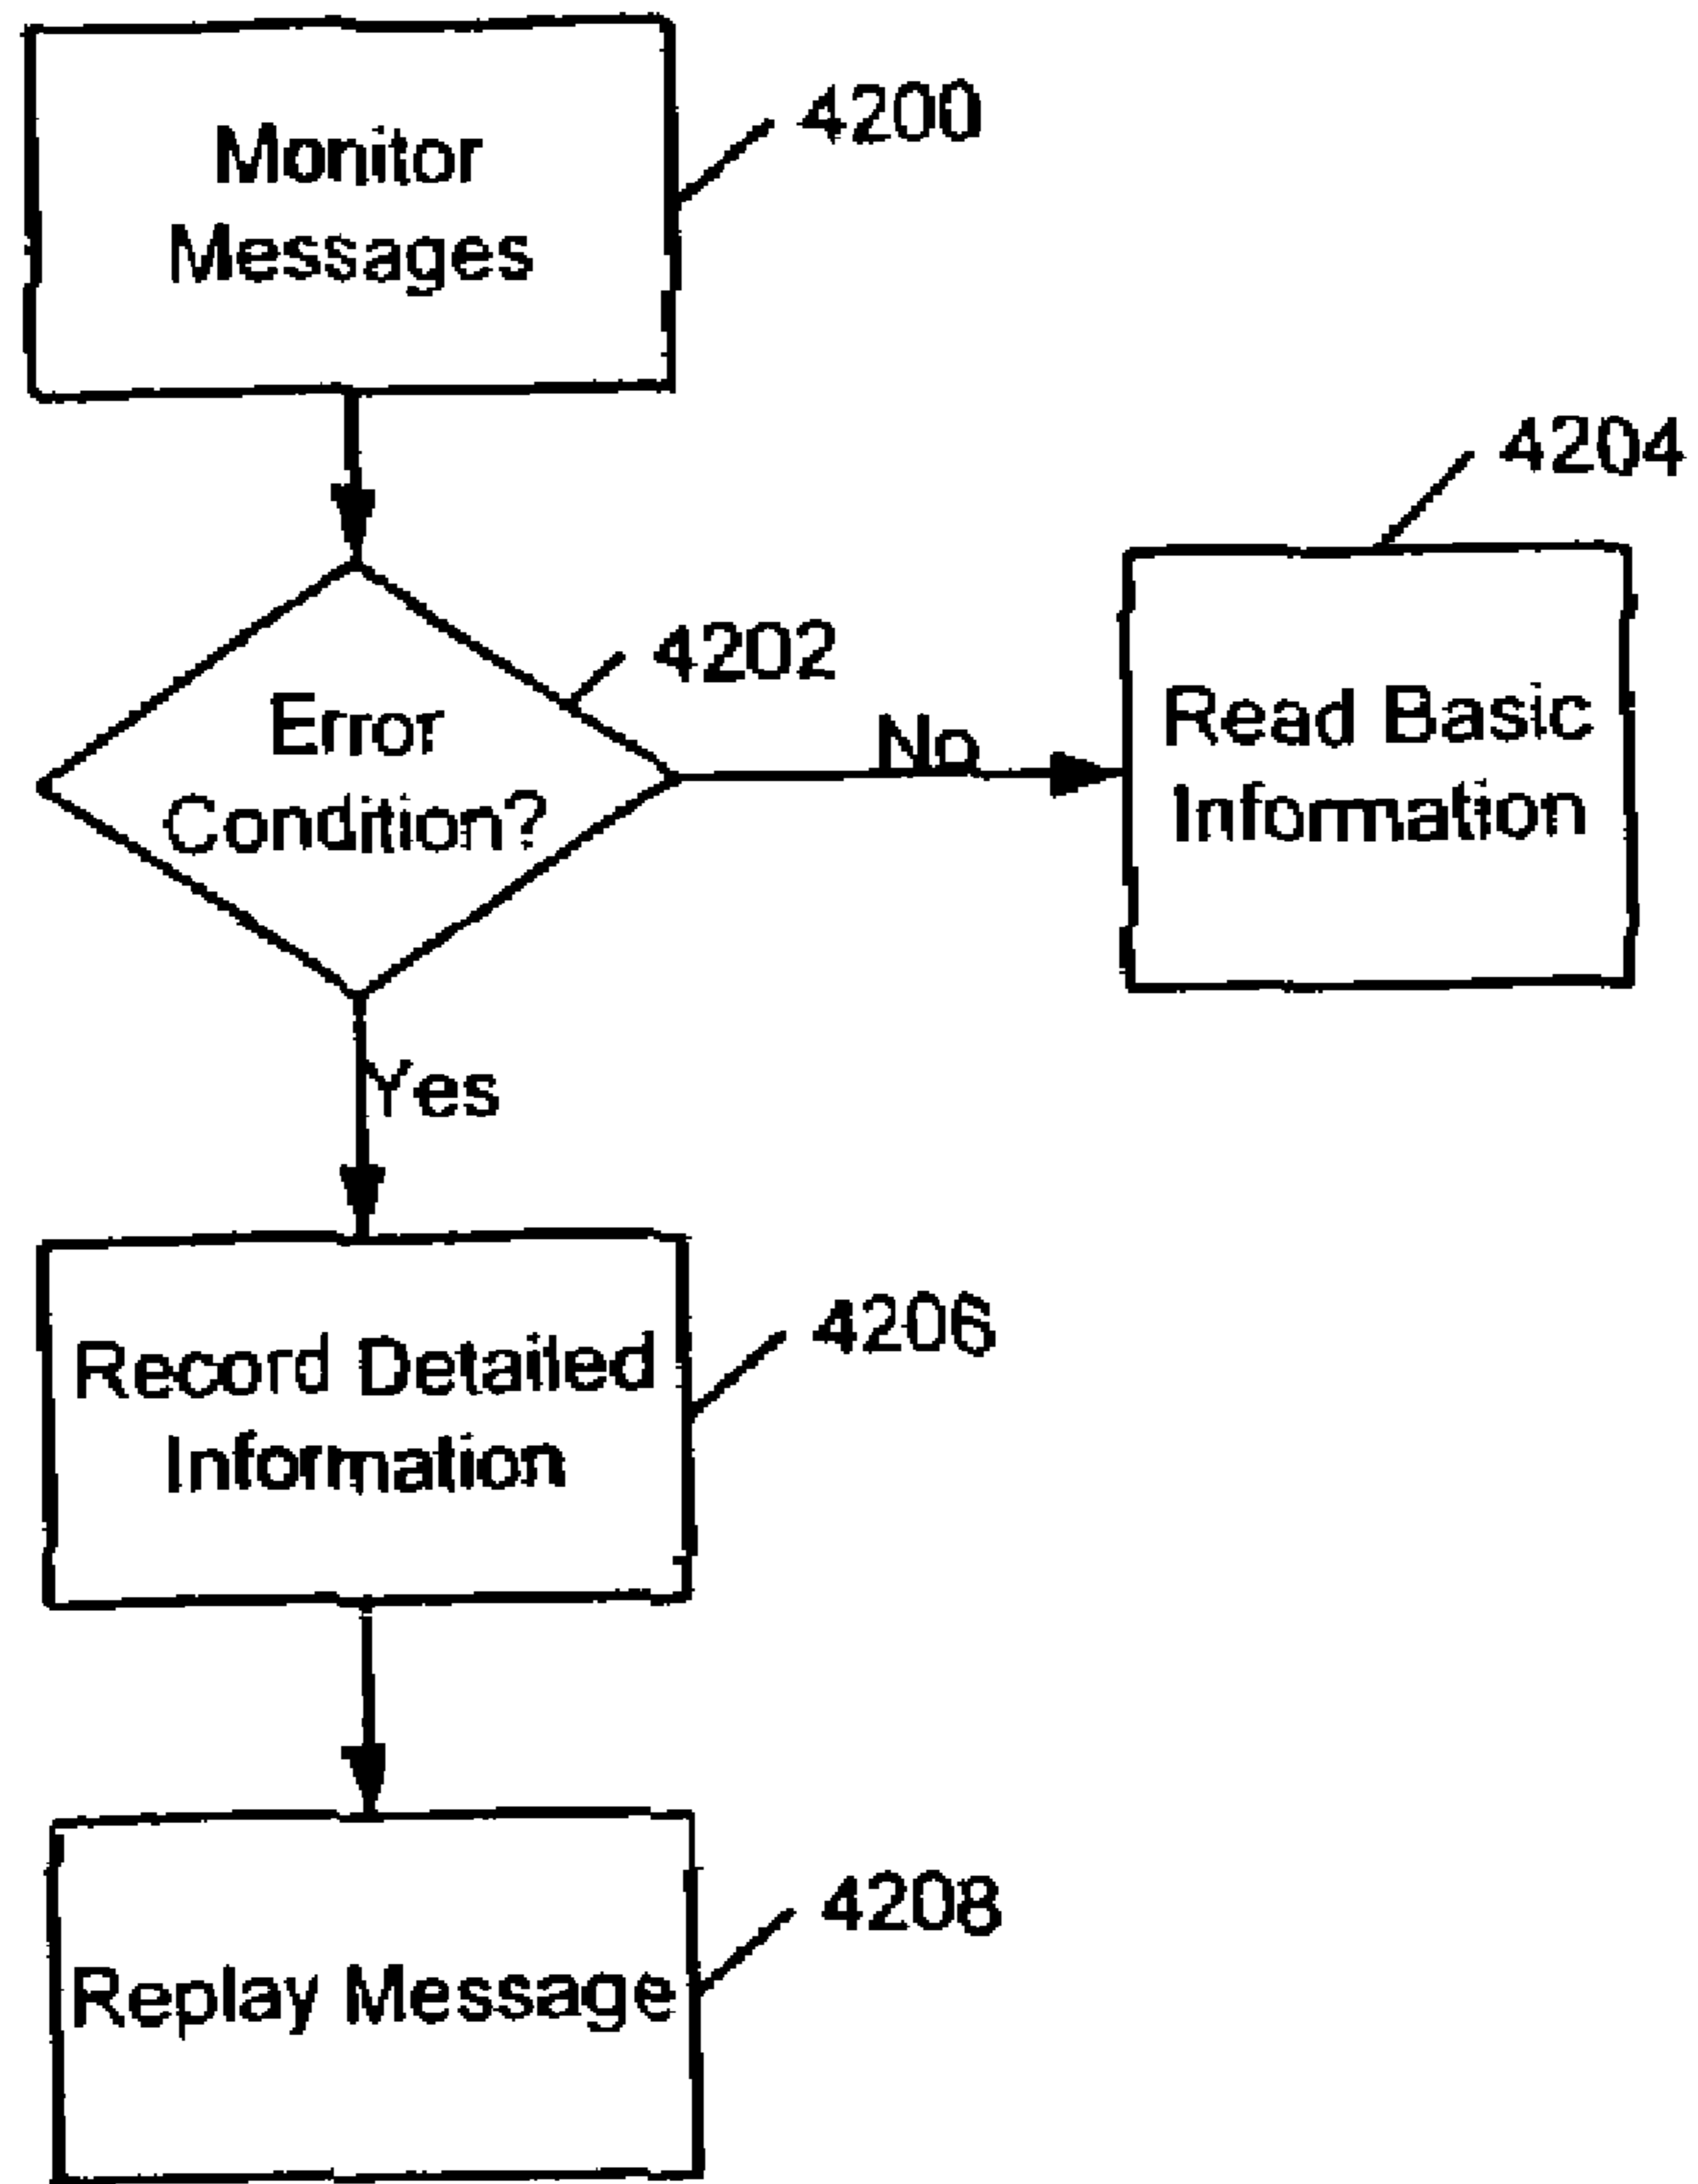 Monitor
Messages
4200
Error
Condition?
4202
No
4204
Read Basic
Information
Yes
Record Detailed
Information
4206
Replay Message
4208